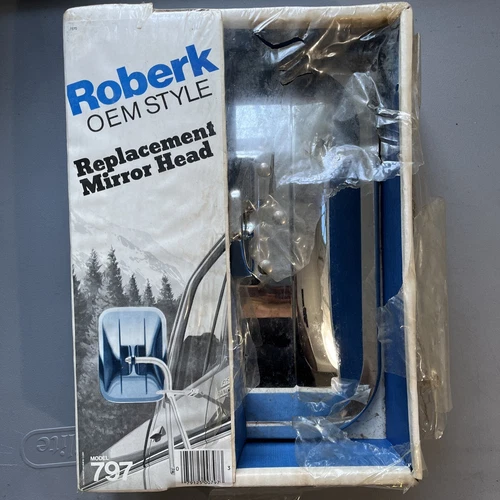 Roberk
OEM STYLE
Replacement
Mirror Head
MODEL
797